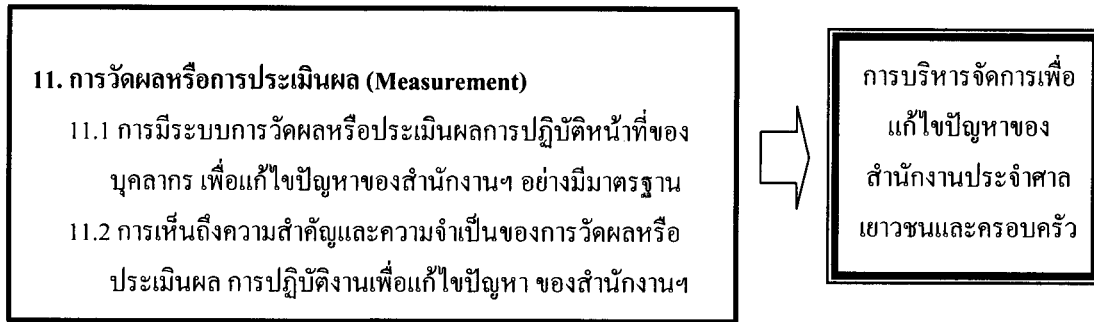 11. การวัดผลหรือการประเมินผล (Measurement)
11.1 การมีระบบการวัดผลหรือประเมินผลการปฏิบัติหน้าที่ของ
บุคลากร เพื่อแก้ไขปัญหาของสำนักงานฯ อย่างมีมาตรฐาน
11.2 การเห็นถึงความสำคัญและความจำเป็นของการวัดผลหรือ
ประเมินผล การปฏิบัติงานเพื่อแก้ไขปัญหา ของสำนักงานฯ
การบริหารจัดการเพื่อ
แก้ไขปัญหาของ
สำนักงานประจำศาล
เยาวชนและครอบครัว